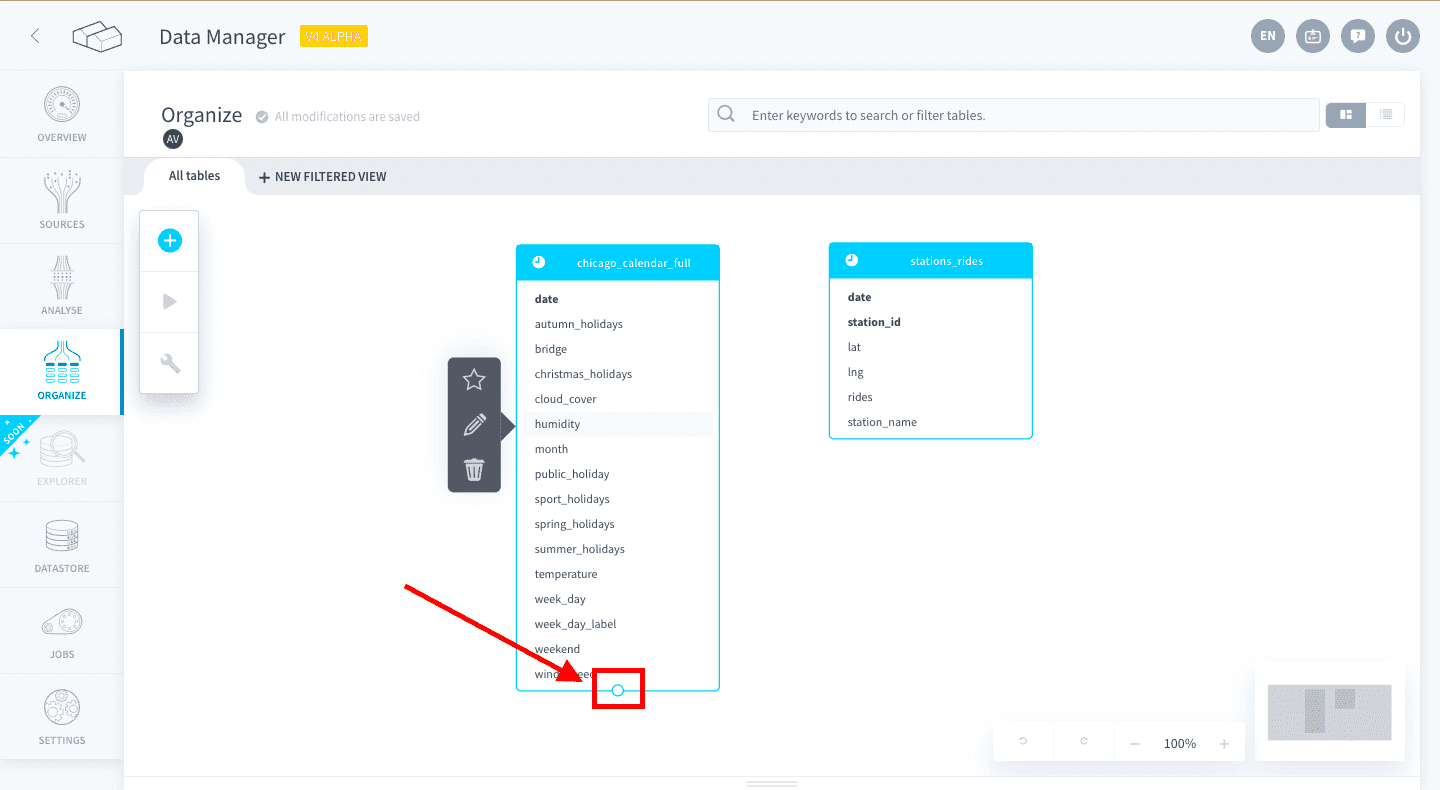 Data Manager V4 ALPHA
EN
Organize All modifications are saved
AV
Enter keywords to search or filter tables.
All tables
+ NEW FILTERED VIEW
OVERVIEW
SOURCES
ANALYSE
ORGANIZE
SOON
EXPLORER
DATASTORE
JOBS
SETTINGS
chicago_calendar_full
date
autumn_holidays
bridge
christmas_holidays
cloud_cover
humidity
month
public_holiday
sport_holidays
spring_holidays
summer_holidays
temperature
week_day
week_day_label
weekend
stations_rides
date
station_id
lat
lng
rides
station_name
100%